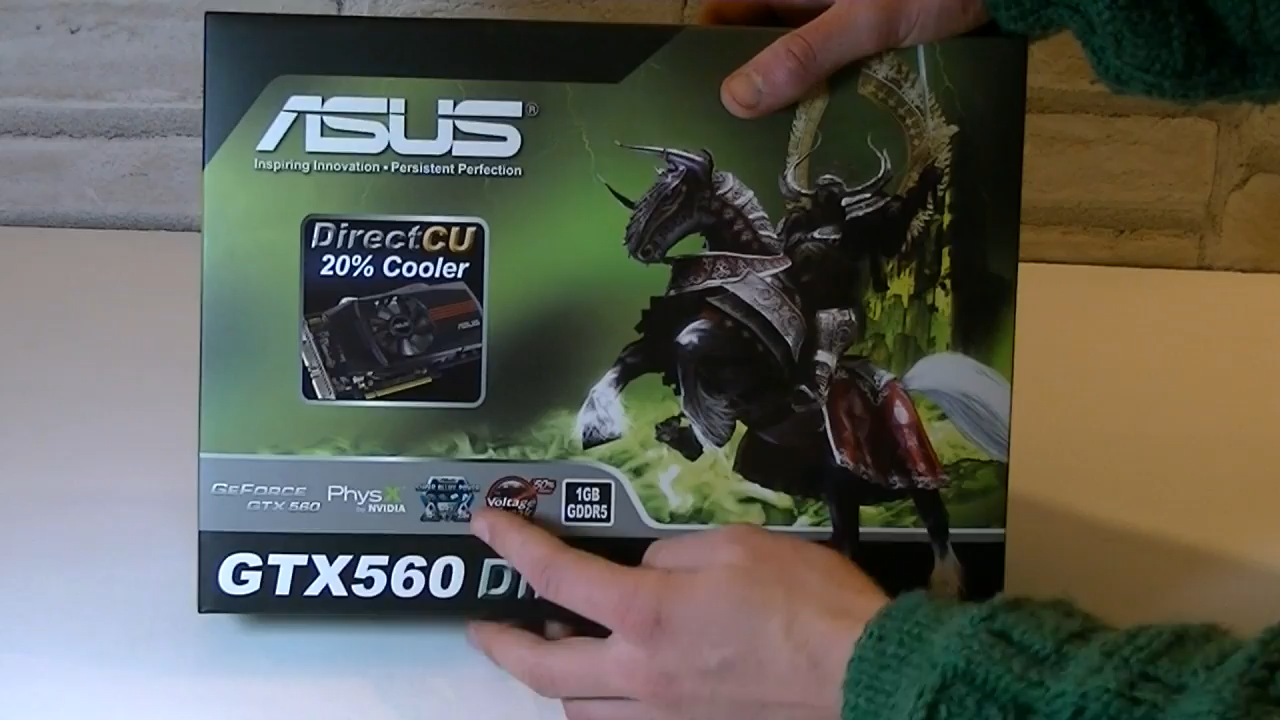 ASUS®
Inspiring Innovation • Persistent Perfection
DirectCU
20% Cooler
ASUS
GEFORCE
GTX 560
PhysX
by NVIDIA
Voltage
50%
1GB
GDDR5
GTX560